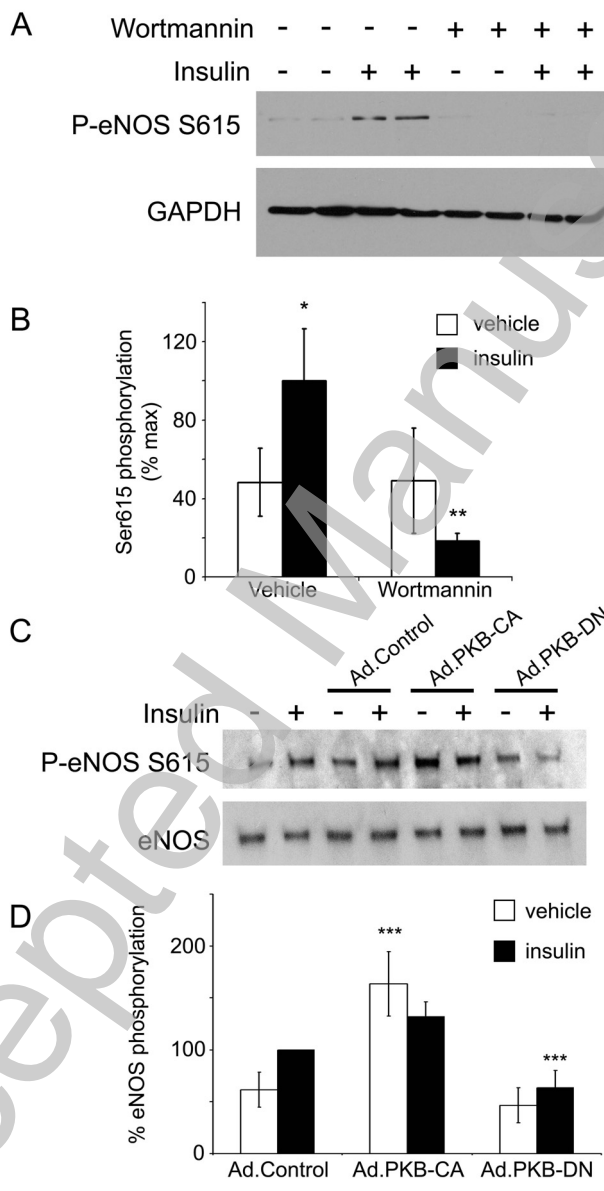 A
Wortmannin - - - - + + + +
Insulin - - + + - - + +
P-eNOS S615
GAPDH
B
Ser615 phosphorylation
(% max)
120
80
40
0
*
**
vehicle
insulin
Vehicle Wortmannin
C
Ad.Control Ad.PKB-CA Ad.PKB-DN
Insulin - + - + - + - +
P-eNOS S615
eNOS
D
% eNOS phosphorylation
200
100
0
***
***
vehicle
insulin
Ad.Control Ad.PKB-CA Ad.PKB-DN